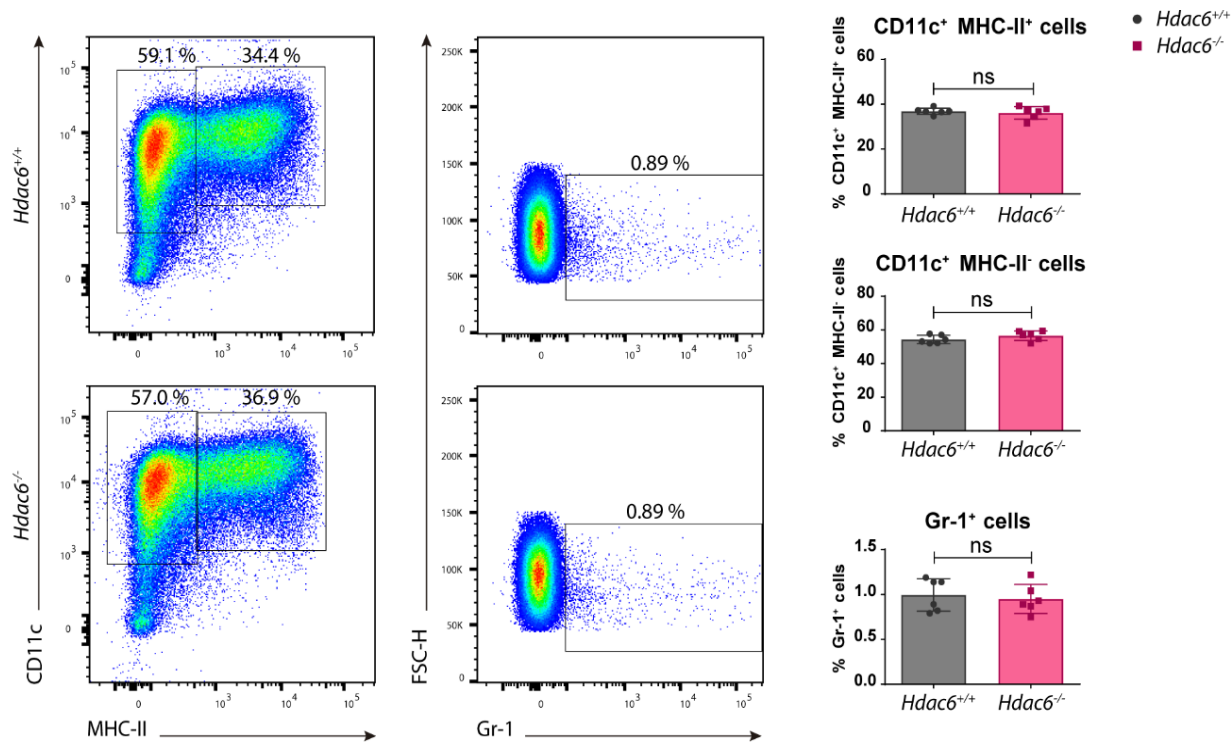 59.1 % 34.4 %
10⁵
10⁴
10³
0
0 10³ 10⁴ 10⁵
Hdac6⁺/⁺
250K
200K
150K
100K
50K
0
0.89 %
0 10³ 10⁴ 10⁵
57.0 % 36.9 %
10⁵
10⁴
10³
0
0 10³ 10⁴ 10⁵
Hdac6⁻/⁻
CD11c
MHC-II
250K
200K
150K
100K
50K
0
0.89 %
0 10³ 10⁴ 10⁵
FSC-H
Gr-1
CD11c⁺ MHC-II⁺ cells
% CD11c⁺ MHC-II⁺ cells
60
40
20
0
ns
Hdac6⁺/⁺ Hdac6⁻/⁻
Hdac6⁺/⁺
Hdac6⁻/⁻
CD11c⁺ MHC-II⁻ cells
% CD11c⁺ MHC-II⁻ cells
80
60
40
20
0
ns
Hdac6⁺/⁺ Hdac6⁻/⁻
Gr-1⁺ cells
% Gr-1⁺ cells
1.5
1.0
0.5
0.0
ns
Hdac6⁺/⁺ Hdac6⁻/⁻